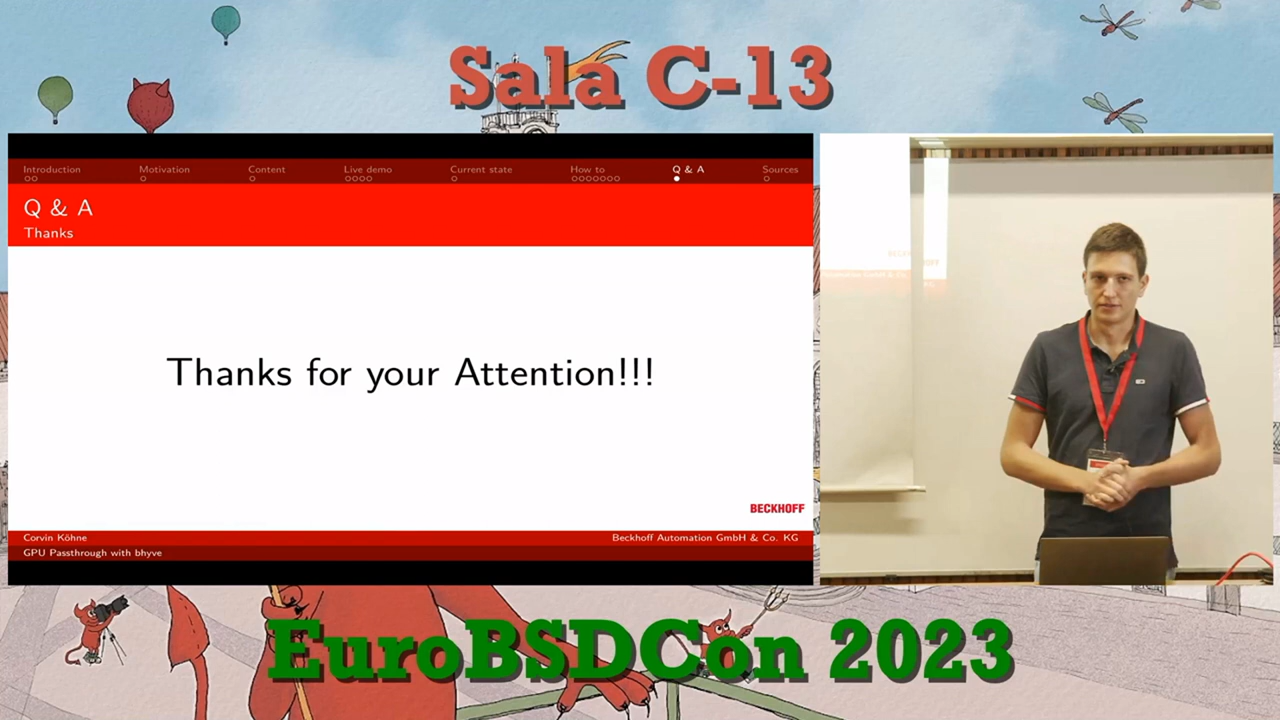 Sala C-13
Introduction Motivation Content Live demo Current state How to Q & A Sources
Q & A
Thanks
Thanks for your Attention!!!
BECKHOFF
Corvin Köhne Beckhoff Automation GmbH & Co. KG
GPU Passthrough with bhyve
EuroBSDCon 2023